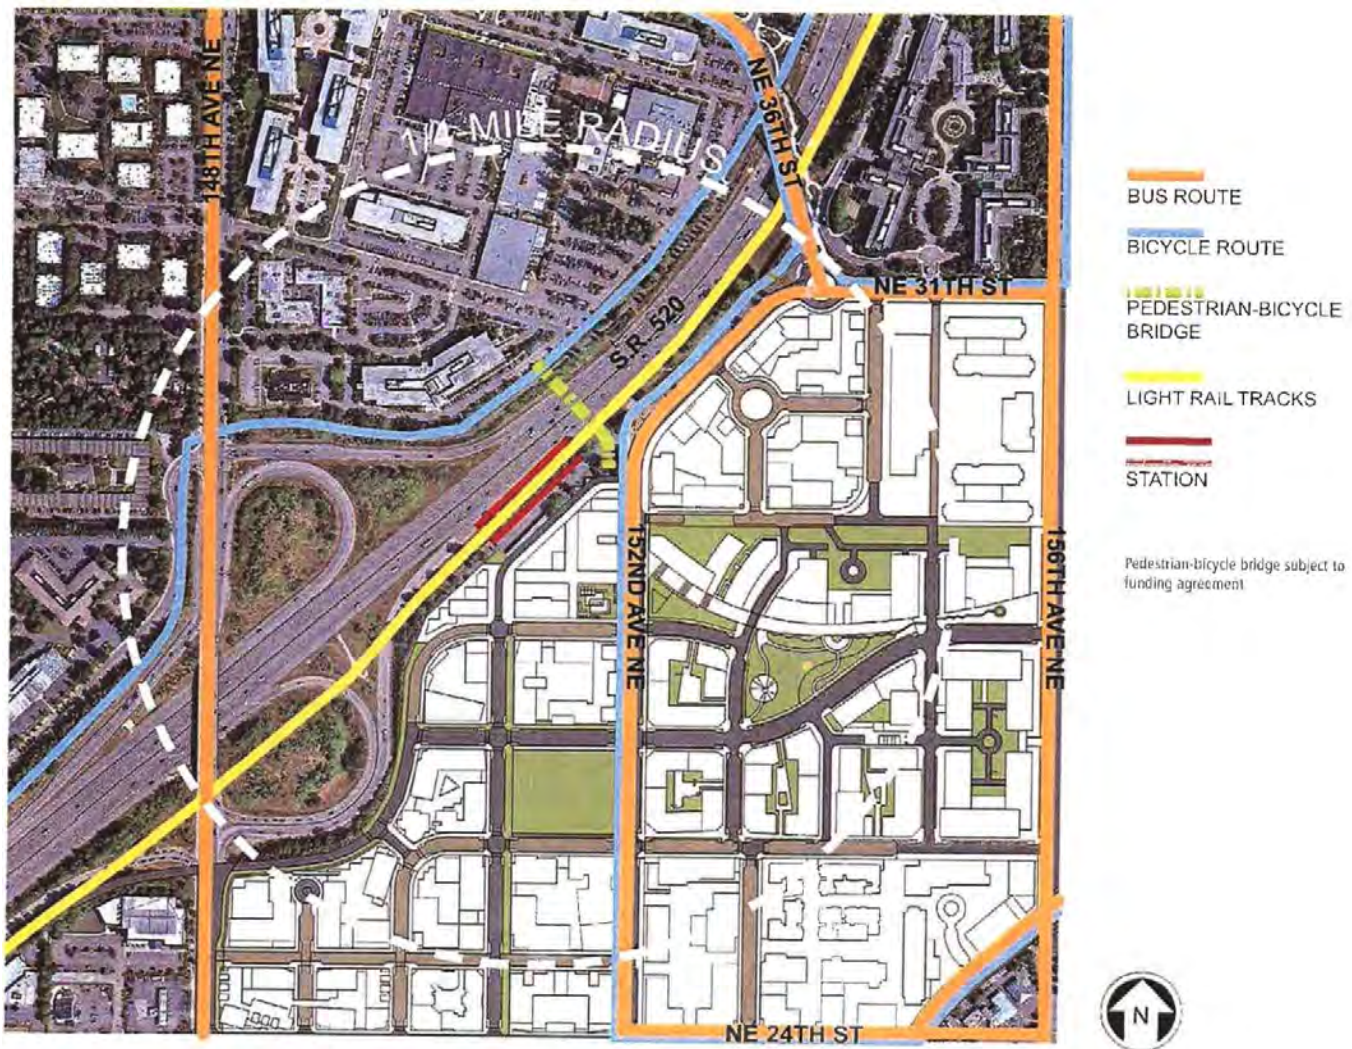 148TH AVE NE
1/4 MILE RADIUS
NE 36TH ST
NE 31TH ST
S.R. 520
152ND AVE NE
156TH AVE NE
NE 24TH ST
BUS ROUTE
BICYCLE ROUTE
PEDESTRIAN-BICYCLE
BRIDGE
LIGHT RAIL TRACKS
STATION
Pedestrian-bicycle bridge subject to
funding agreement
N